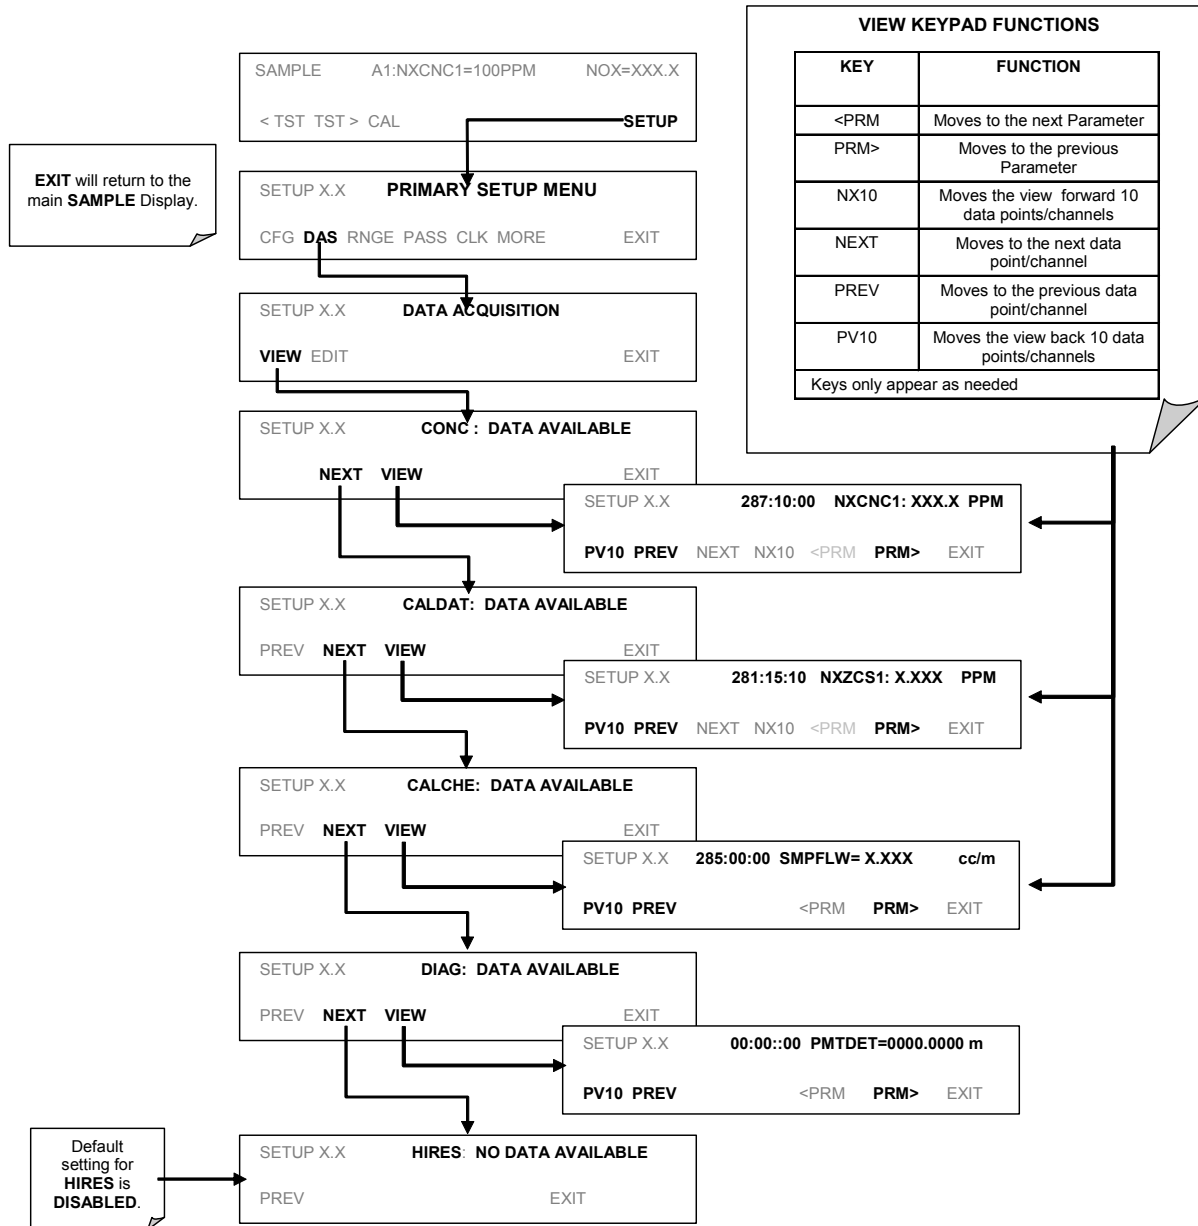 VIEW KEYPAD FUNCTIONS
KEY FUNCTION
<PRM Moves to the next Parameter
PRM> Moves to the previous
Parameter
NX10 Moves the view forward 10
data points/channels
NEXT Moves to the next data
point/channel
PREV Moves to the previous data
point/channel
PV10 Moves the view back 10 data
points/channels
Keys only appear as needed
SAMPLE A1:NXCNC1=100PPM NOX=XXX.X
< TST TST > CAL SETUP
EXIT will return to the
main SAMPLE Display.
SETUP X.X PRIMARY SETUP MENU
CFG DAS RNGE PASS CLK MORE EXIT
SETUP X.X DATA ACQUISITION
VIEW EDIT EXIT
SETUP X.X CONC : DATA AVAILABLE
NEXT VIEW EXIT
SETUP X.X 287:10:00 NXCNC1: XXX.X PPM
PV10 PREV NEXT NX10 <PRM PRM> EXIT
SETUP X.X CALDAT: DATA AVAILABLE
PREV NEXT VIEW EXIT
SETUP X.X 281:15:10 NXZCS1: X.XXX PPM
PV10 PREV NEXT NX10 <PRM PRM> EXIT
SETUP X.X CALCHE: DATA AVAILABLE
PREV NEXT VIEW EXIT
SETUP X.X 285:00:00 SMPFLW= X.XXX cc/m
PV10 PREV <PRM PRM> EXIT
SETUP X.X DIAG: DATA AVAILABLE
PREV NEXT VIEW EXIT
SETUP X.X 00:00::00 PMTDET=0000.0000 m
PV10 PREV <PRM PRM> EXIT
Default
setting for
HIRES is
DISABLED.
SETUP X.X HIRES: NO DATA AVAILABLE
PREV EXIT